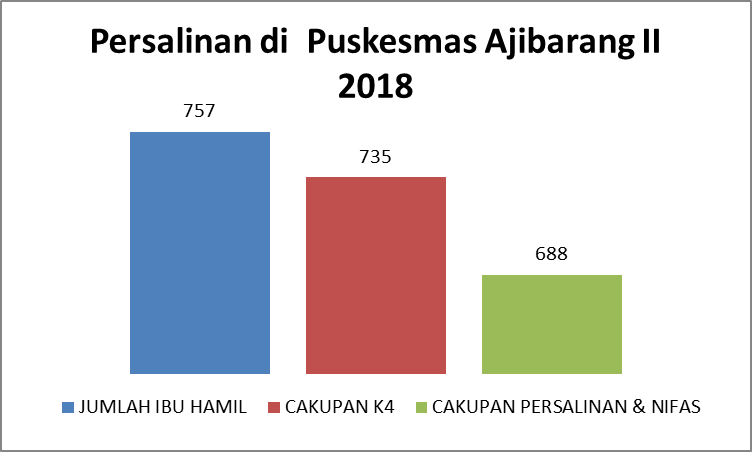 Persalinan di  Puskesmas Ajibarang II
2018
757
735
688
JUMLAH IBU HAMIL
CAKUPAN K4
CAKUPAN PERSALINAN & NIFAS